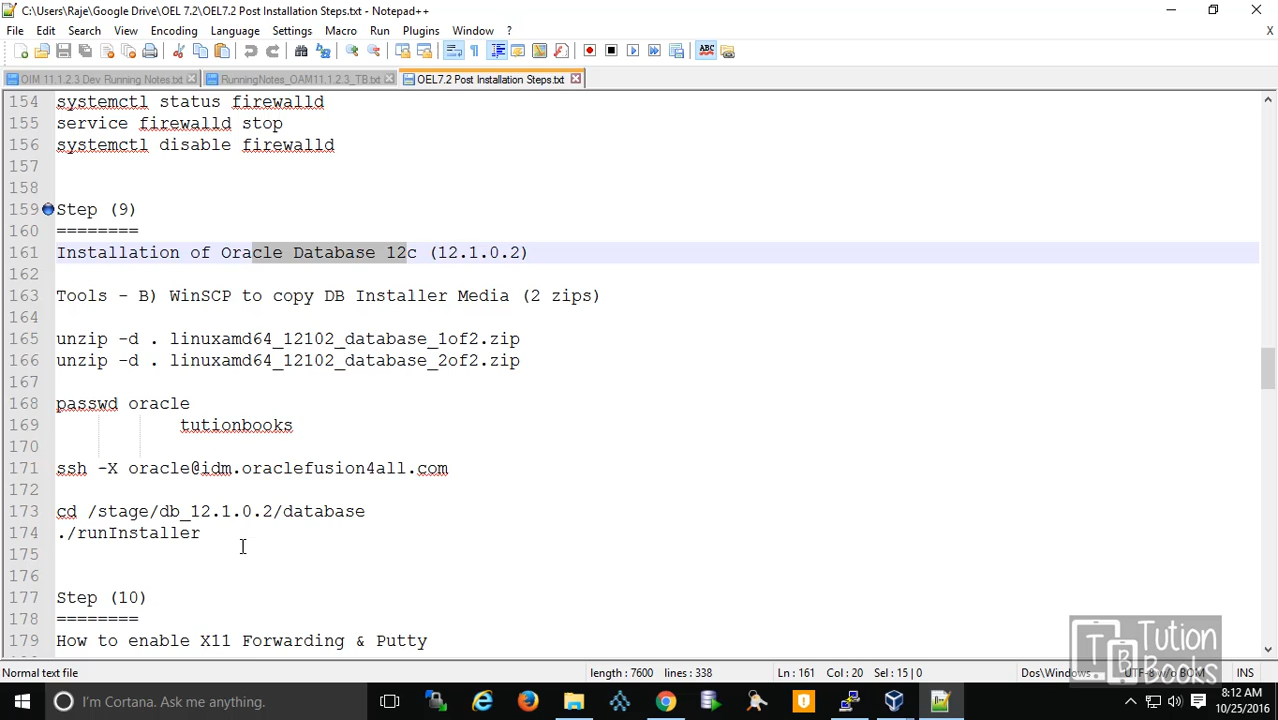 C:\Users\Raje\Google Drive\OEL 7.2\OEL7.2 Post Installation Steps.txt - Notepad++
File Edit Search View Encoding Language Settings Macro Run Plugins Window ? X
OIM 11.1.2.3 Dev Running Notes.txt RunningNotes_OAM11.1.2.3_TB.txt OEL7.2 Post Installation Steps.txt
154 systemctl status firewalld
155 service firewalld stop
156 systemctl disable firewalld
157
158
159 Step (9)
160 ========
161 Installation of Oracle Database 12c (12.1.0.2)
162
163 Tools - B) WinSCP to copy DB Installer Media (2 zips)
164
165 unzip -d . linuxamd64_12102_database_1of2.zip
166 unzip -d . linuxamd64_12102_database_2of2.zip
167
168 passwd oracle
169 tutionbooks
170
171 ssh -X oracle@idm.oraclefusion4all.com
172
173 cd /stage/db_12.1.0.2/database
174 ./runInstaller
175
176
177 Step (10)
178 ========
179 How to enable X11 Forwarding & Putty
Tution
Books
T
B
Normal text file length : 7600 lines : 338 Ln : 161 Col : 20 Sel : 15 | 0 Dos\Windows UTF-8 w/o BOM INS
I'm Cortana. Ask me anything.
8:12 AM
10/25/2016